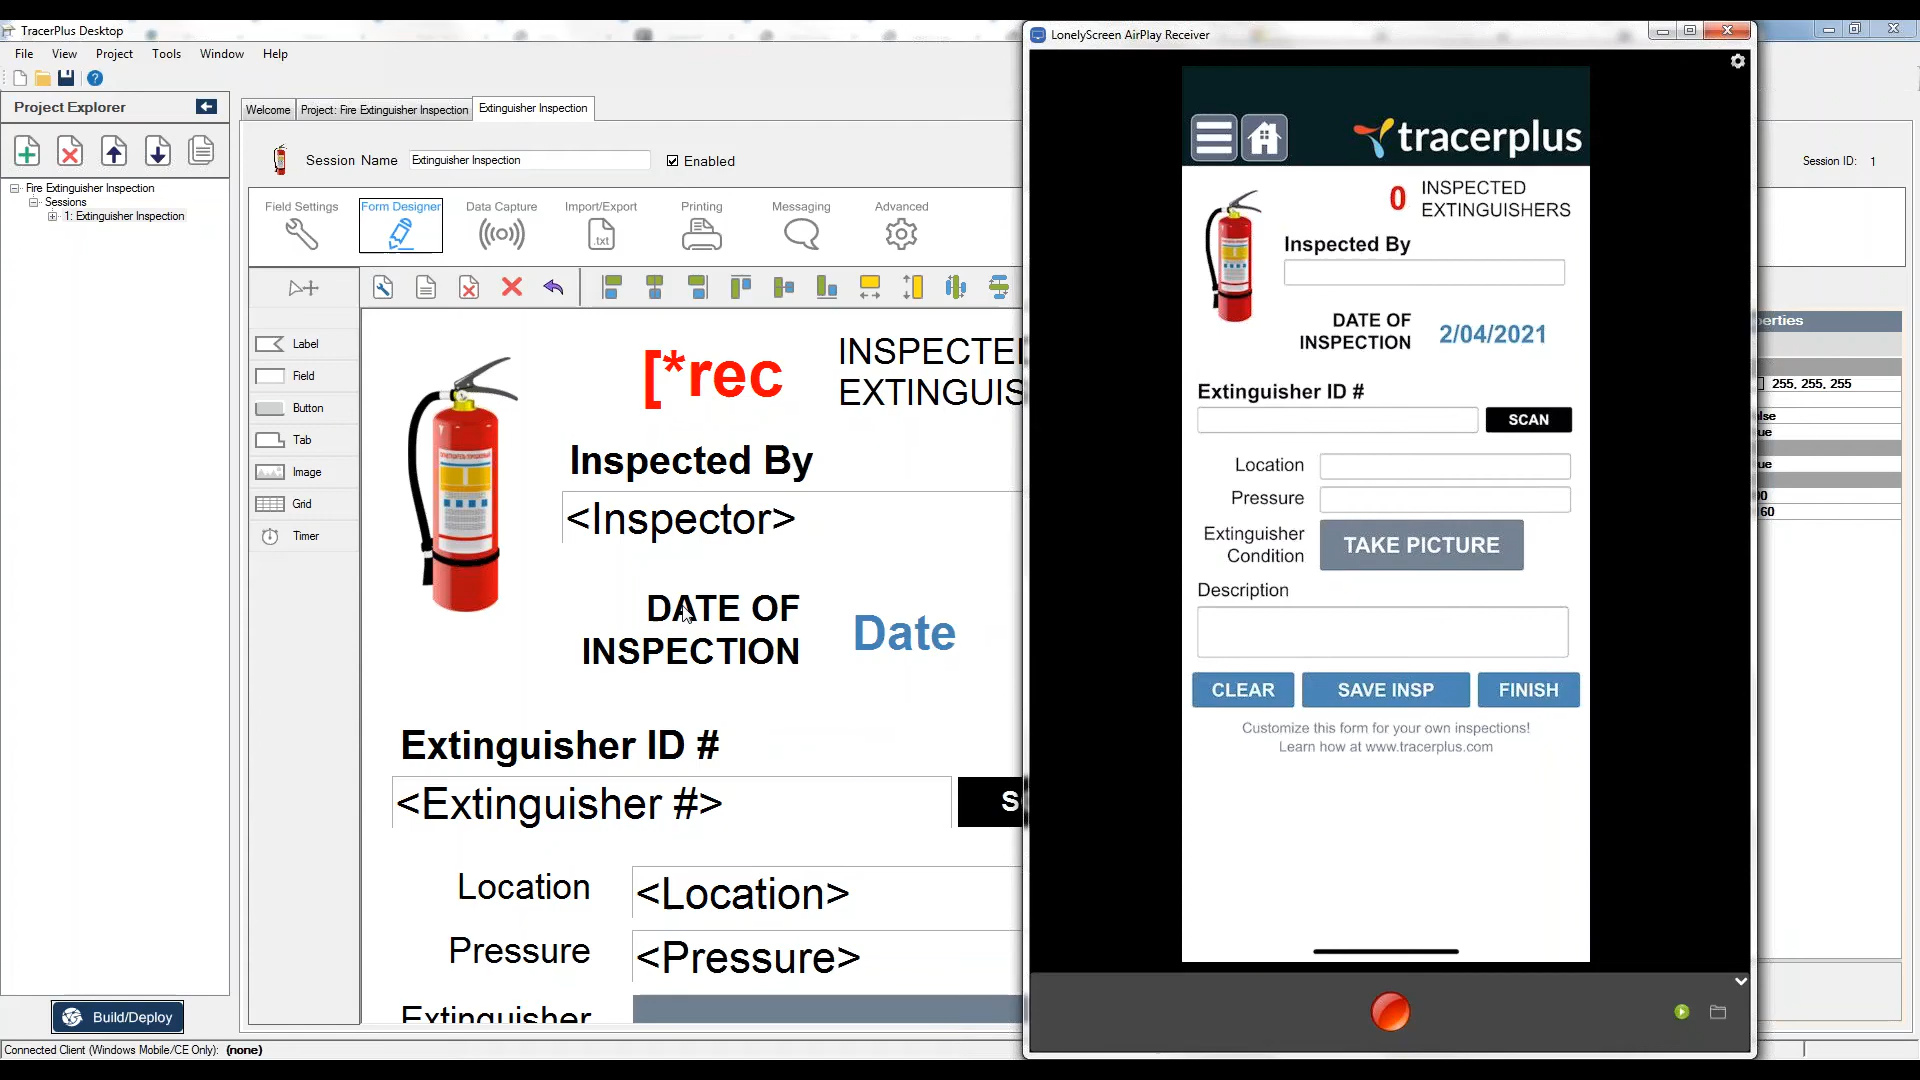 TracerPlus Desktop
File View Project Tools Window Help
Project Explorer
Fire Extinguisher Inspection
Sessions
1: Extinguisher Inspection
Build/Deploy
Connected Client (Windows Mobile/CE Only): (none)
Welcome
Project: Fire Extinguisher Inspection
Extinguisher Inspection
Session Name
Extinguisher Inspection
Enabled
Session ID: 1
Field Settings
Form Designer
Data Capture
Import/Export
.txt
Printing
Messaging
Advanced
Label
Field
Button
Tab
Image
Grid
Timer
[*rec
INSPECTE
EXTINGUIS
Inspected By
<Inspector>
DATE OF
INSPECTION
Date
Extinguisher ID #
<Extinguisher #>
S
Location
<Location>
Pressure
<Pressure>
Extinguisher
LonelyScreen AirPlay Receiver
tracerplus
0
INSPECTED
EXTINGUISHERS
Inspected By
DATE OF
INSPECTION
2/04/2021
Extinguisher ID #
SCAN
Location
Pressure
Extinguisher
Condition
TAKE PICTURE
Description
CLEAR
SAVE INSP
FINISH
Customize this form for your own inspections!
Learn how at www.tracerplus.com
erties
255, 255, 255
lse
ue
ue
60